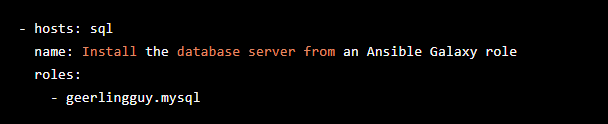 - hosts: sql
name: Install the database server from an Ansible Galaxy role
roles:
- geerlingguy.mysql